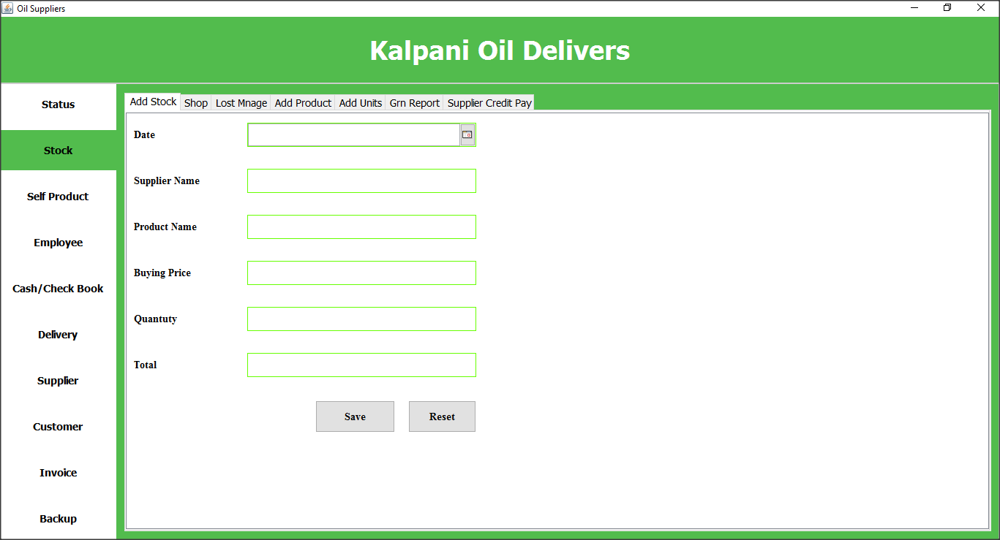 Oil Suppliers
Kalpani Oil Delivers
Status
Stock
Self Product
Employee
Cash/Check Book
Delivery
Supplier
Customer
Invoice
Backup
Add Stock Shop Lost Mnage Add Product Add Units Grn Report Supplier Credit Pay
Date
Supplier Name
Product Name
Buying Price
Quantuty
Total
Save Reset